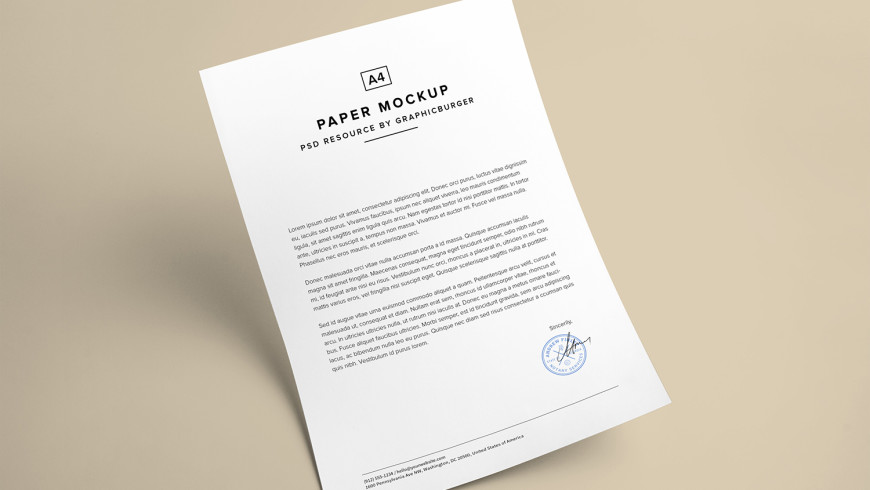 A4
PAPER MOCKUP
PSD RESOURCE BY GRAPHICBURGER
Lorem ipsum dolor sit amet, consectetur adipiscing elit. Donec orci purus, luctus vitae dignissim
eu, iaculis sed purus. Vivamus faucibus, ipsum nec aliquet viverra, leo mauris condimentum
ligula, sit amet sagittis enim ligula quis arcu. Nam egestas tortor id nisi porttitor mattis. In tortor
ante, ultricies in suscipit a, tempus non massa. Vivamus et auctor mi. Fusce vel massa nulla.
Phasellus nec eros mauris, et scelerisque orci.
Donec malesuada orci vitae nulla accumsan porta a id massa. Quisque accumsan iaculis
magna sit amet fringilla. Maecenas consequat, magna eget tincidunt semper, odio nibh rutrum
mi, id feugiat ante nisi eu risus. Vestibulum nunc orci, rhoncus a placerat in, ultricies in mi. Cras
mattis varius eros, vel fringilla nisi suscipit eget. Quisque scelerisque sagittis nulla at porttitor.
Sed id augue vitae urna euismod commodo aliquet a quam. Pellentesque arcu velit, cursus et
malesuada ut, consequat et diam. Nullam erat sem, rhoncus id ullamcorper vitae, rhoncus et
arcu. In ultricies ultricies nulla, ut rutrum nisi iaculis at. Donec eu magna a metus ornare fauci-
bus. Fusce aliquet faucibus ultricies. Morbi semper, est id tincidunt gravida, sem arcu adipiscing
lacus, ac bibendum nulla leo eu purus. Quisque nec diam sed risus consectetur a ccumsan quis
quis nibh. Vestibulum id purus lorem.
Sincerely,
NOTARY SERVICES
(912) 555-1234 / hello@yourwebsite.com
1600 Pennsylvania Ave NW, Washington, DC 20500, United States of America